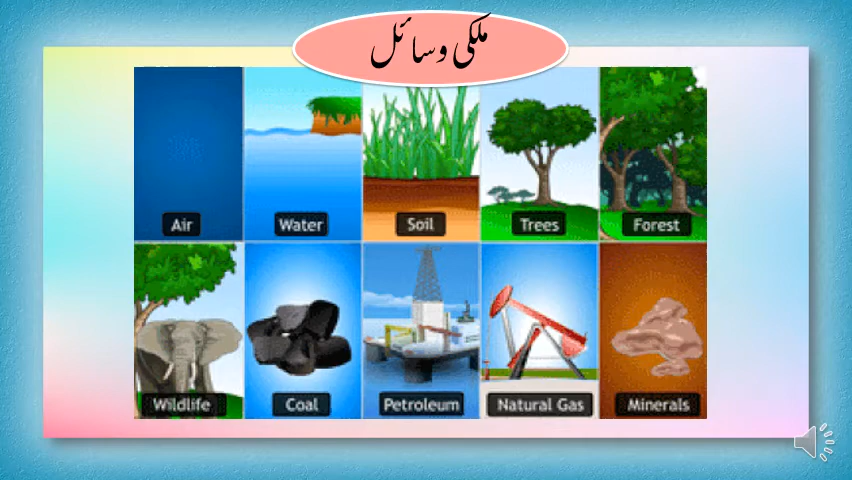 ملکی وسائل
Air
Water
Soil
Trees
Forest
Wildlife
Coal
Petroleum
Natural Gas
Minerals